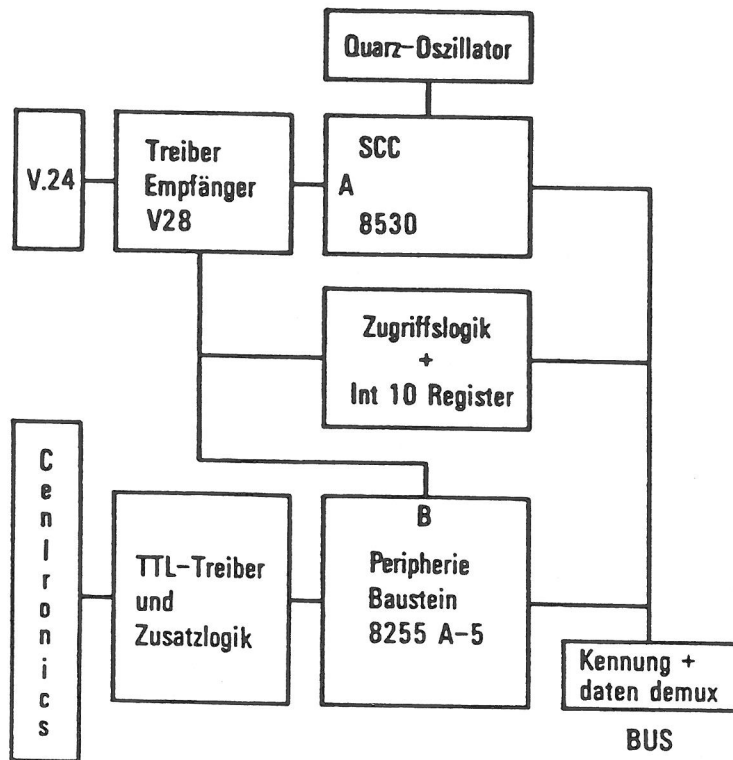 Quarz-Oszillator
V.24
Treiber
Empfänger
V28
SCC
A
8530
Zugriffslogik
+
Int 10 Register
Centronics
TTL-Treiber
und
Zusatzlogik
B
Peripherie
Baustein
8255 A-5
Kennung +
daten demux
BUS